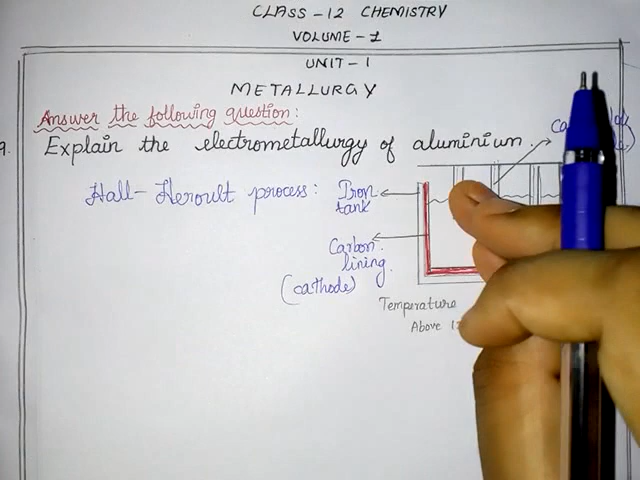 CLASS-12 CHEMISTRY
VOLUME-1
UNIT-1
METALLURGY
Answer the following question:
9. Explain the electrometallurgy of aluminium.
Hall-Heroult process:
Iron
tank
Carbon
lining.
(cathode)
Temperature
Above